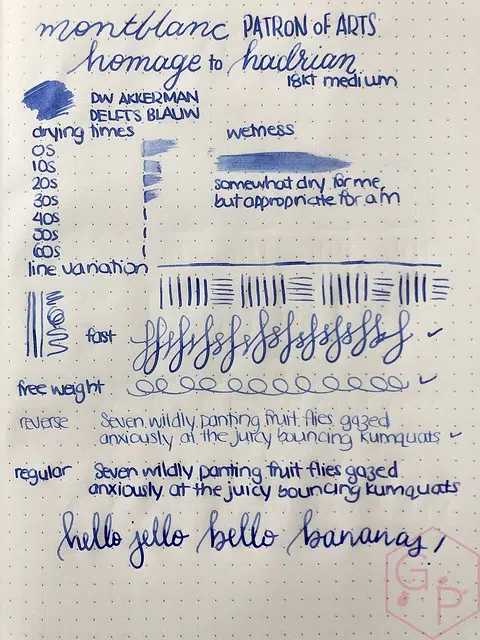 montblanc PATRON of ARTS
homage to hadrian
18kt medium
DW AKKERMAN
DELFTS BLAUW
drying times
0s
10s
20s
30s
40s
50s
60s
wetness
somewhat dry for me,
but appropriate for a m
line variation
fast
free weight
reverse Seven wildly panting fruit flies gazed
anxiously at the juicy bouncing kumquats
regular Seven wildly panting fruit flies gazed
anxiously at the juicy bouncing kumquats
hello jello bello bananas!
GP